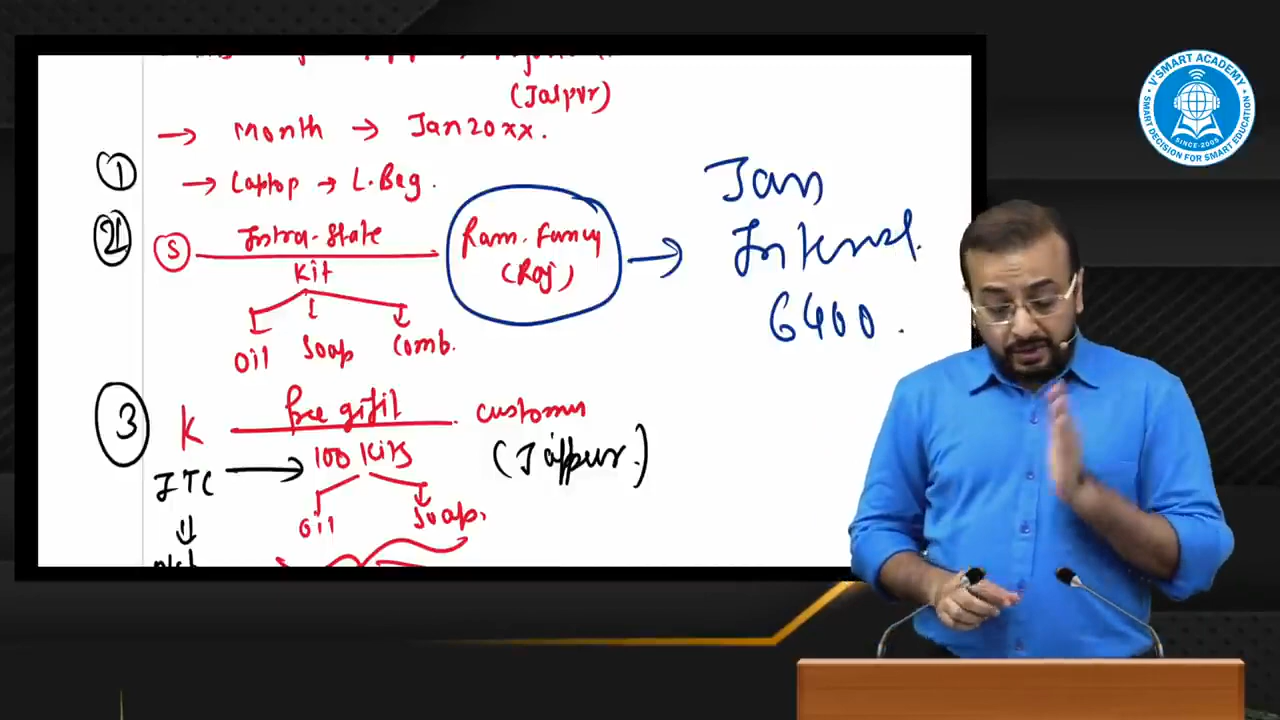 (Jaipur)
→ Month → Jan 20xx.
① → Laptop → L. Bag.
② Ⓢ Intra-State Ram. Fancy
(Raj) →
Kit
Oil Soap Comb.
Jan
Interest
6400.
③ K free gift customer
100 Kits (Jaipur.)
ITC →
Oil Soap,
V'SMART ACADEMY
SINCE-2005
SMART DECISION FOR SMART EDUCATION